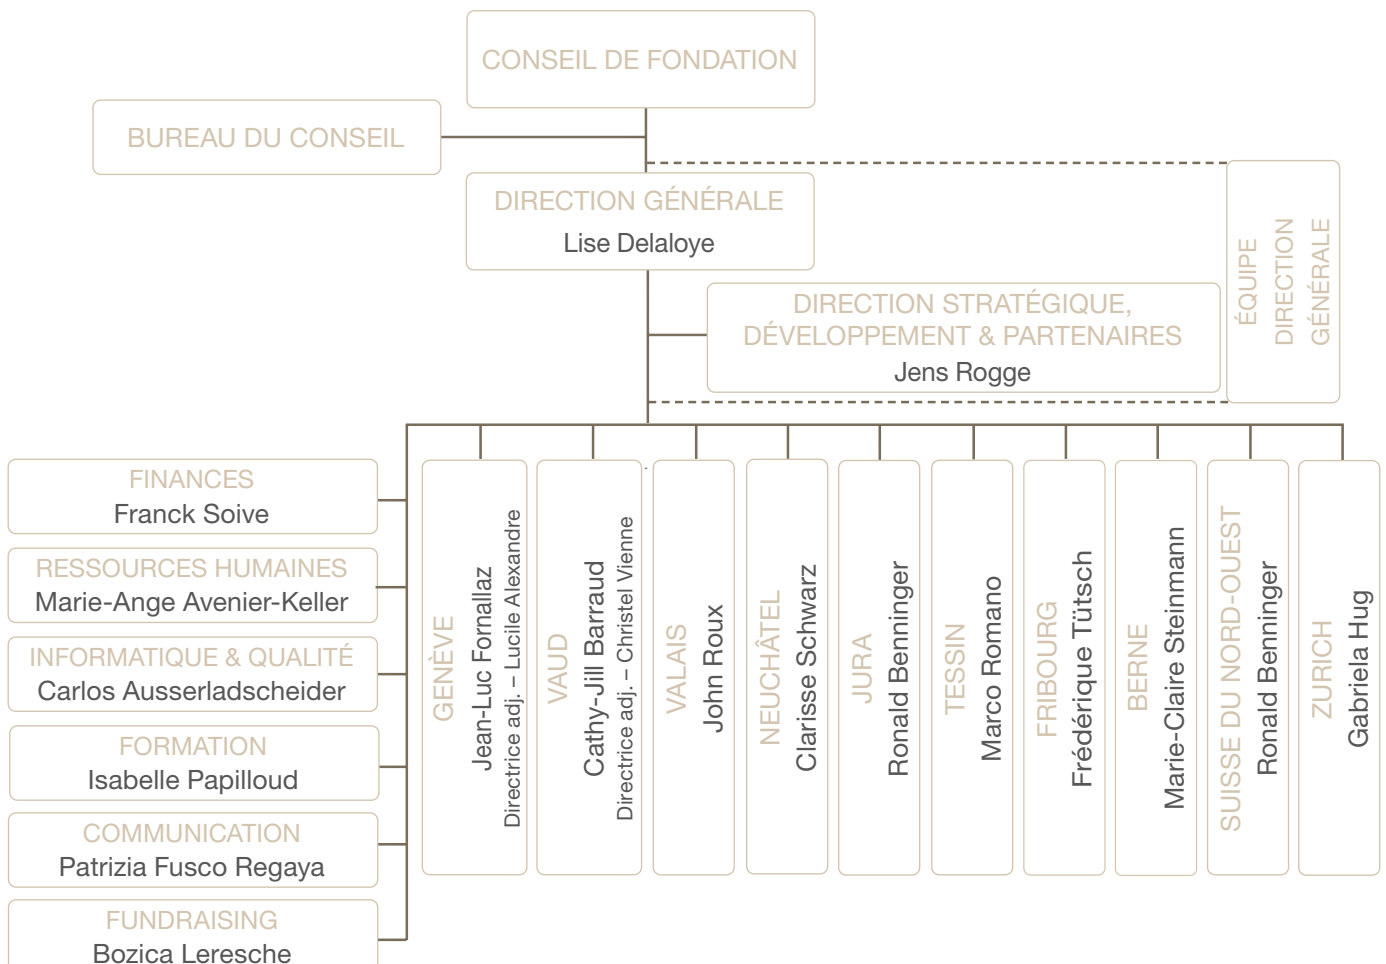 CONSEIL DE FONDATION
BUREAU DU CONSEIL
DIRECTION GÉNÉRALE
Lise Delaloye
ÉQUIPE
DIRECTION
GÉNÉRALE
DIRECTION STRATÉGIQUE,
DÉVELOPPEMENT & PARTENAIRES
Jens Rogge
FINANCES
Franck Soive
RESSOURCES HUMAINES
Marie-Ange Avenier-Keller
INFORMATIQUE & QUALITÉ
Carlos Ausserladscheider
FORMATION
Isabelle Papilloud
COMMUNICATION
Patrizia Fusco Regaya
FUNDRAISING
Bozica Leresche
GENÈVE
Jean-Luc Fornallaz
Directrice adj. – Lucile Alexandre
VAUD
Cathy-Jill Barraud
Directrice adj. – Christel Vienne
VALAIS
John Roux
NEUCHÂTEL
Clarisse Schwarz
JURA
Ronald Benninger
TESSIN
Marco Romano
FRIBOURG
Frédérique Tütsch
BERNE
Marie-Claire Steinmann
SUISSE DU NORD-OUEST
Ronald Benninger
ZURICH
Gabriela Hug